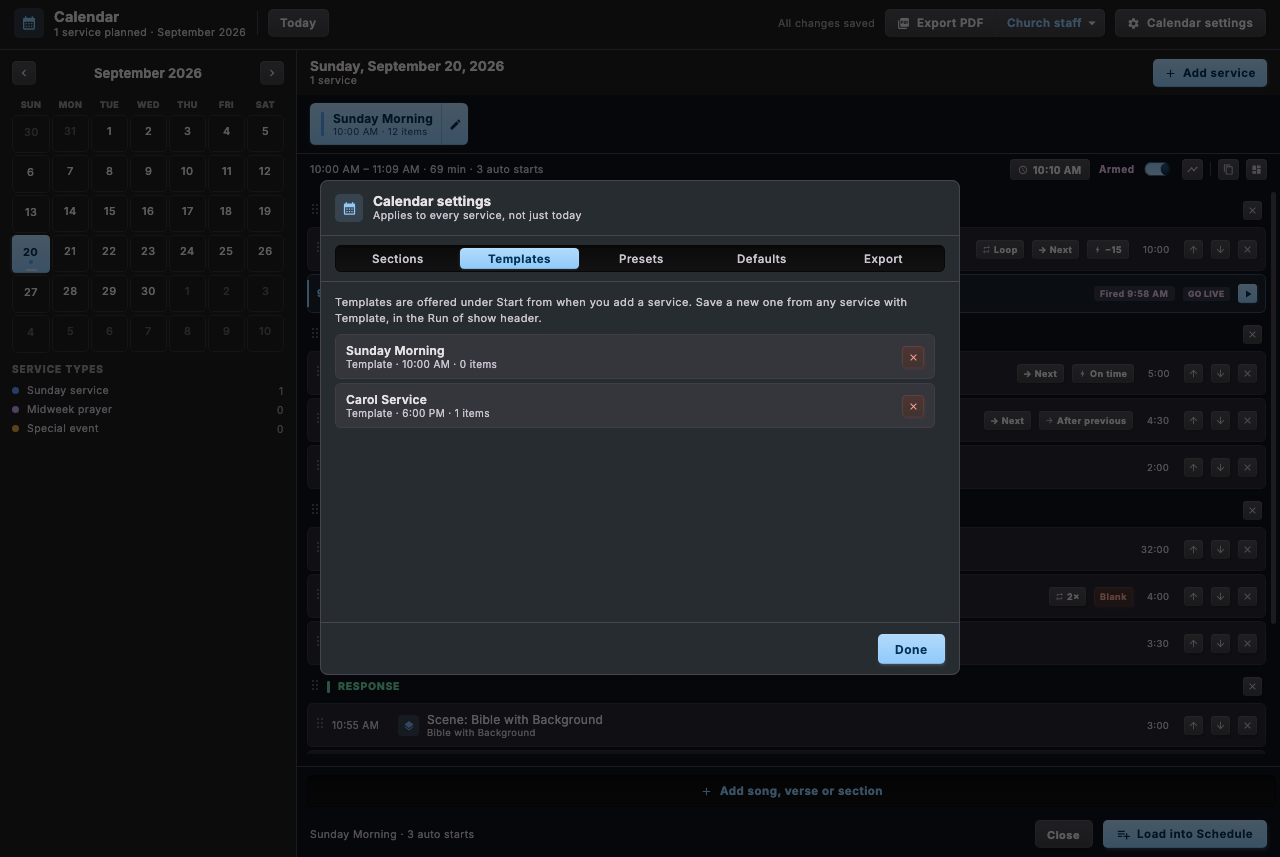 Calendar
1 service planned · September 2026
Today
All changes saved
Export PDF
Church staff
Calendar settings
September 2026
SUN MON TUE WED THU FRI SAT
30 31 1 2 3 4 5
6 7 8 9 10 11 12
13 14 15 16 17 18 19
20 21 22 23 24 25 26
27 28 29 30 1 2 3
4 5 6 7 8 9 10
SERVICE TYPES
Sunday service 1
Midweek prayer 0
Special event 0
Sunday, September 20, 2026
1 service
+ Add service
Sunday Morning
10:00 AM · 12 items
10:00 AM – 11:09 AM · 69 min · 3 auto starts
10:10 AM
Armed
Calendar settings
Applies to every service, not just today
Sections
Templates
Presets
Defaults
Export
Templates are offered under Start from when you add a service. Save a new one from any service with
Template, in the Run of show header.
Sunday Morning
Template · 10:00 AM · 0 items
Carol Service
Template · 6:00 PM · 1 items
Done
Loop → Next −15 10:00
Fired 9:58 AM GO LIVE
→ Next On time 5:00
→ Next → After previous 4:30
2:00
32:00
2× Blank 4:00
3:30
RESPONSE
10:55 AM
Scene: Bible with Background
Bible with Background
3:00
+ Add song, verse or section
Sunday Morning · 3 auto starts
Close
Load into Schedule